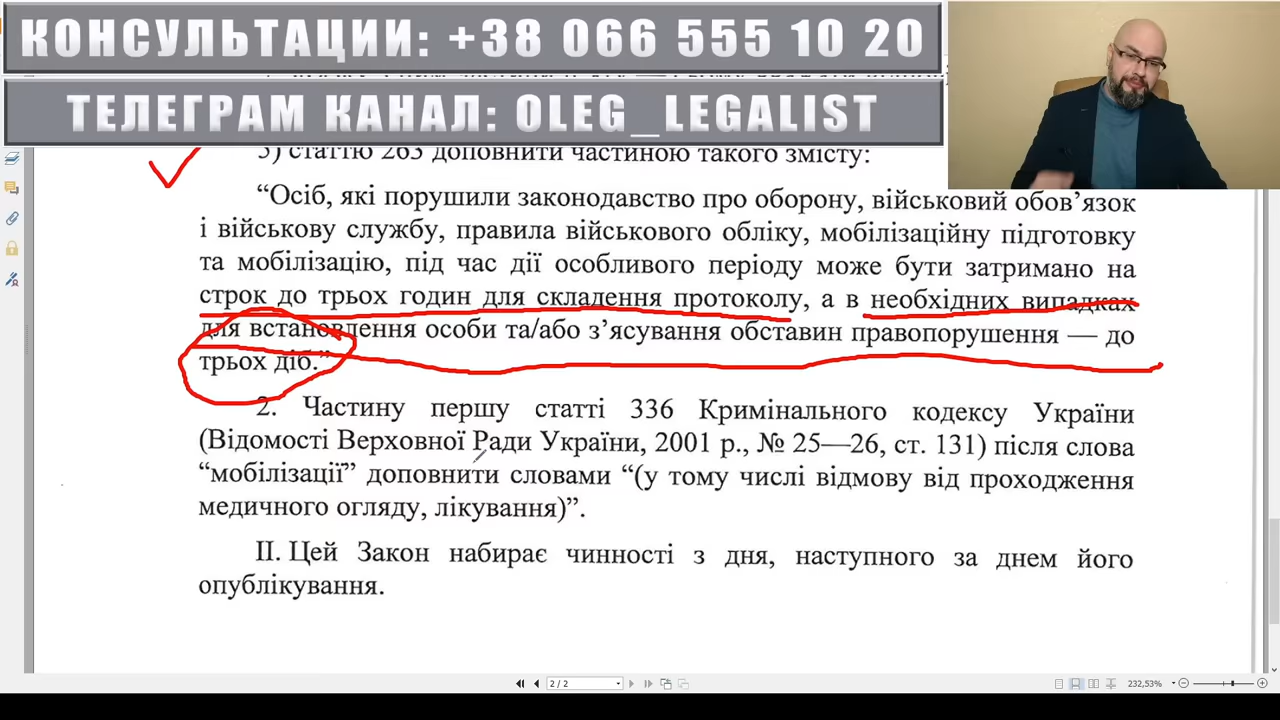 КОНСУЛЬТАЦИИ: +38 066 555 10 20
ТЕЛЕГРАМ КАНАЛ: OLEG_LEGALIST
5) статтю 263 доповнити частиною такого змісту:
“Осіб, які порушили законодавство про оборону, військовий обов’язок
і військову службу, правила військового обліку, мобілізаційну підготовку
та мобілізацію, під час дії особливого періоду може бути затримано на
строк до трьох годин для складення протоколу, а в необхідних випадках
для встановлення особи та/або з’ясування обставин правопорушення — до
трьох діб.”
2. Частину першу статті 336 Кримінального кодексу України
(Відомості Верховної Ради України, 2001 р., № 25—26, ст. 131) після слова
“мобілізації” доповнити словами “(у тому числі відмову від проходження
медичного огляду, лікування)”.
II. Цей Закон набирає чинності з дня, наступного за днем його
опублікування.
2 / 2
232,53%